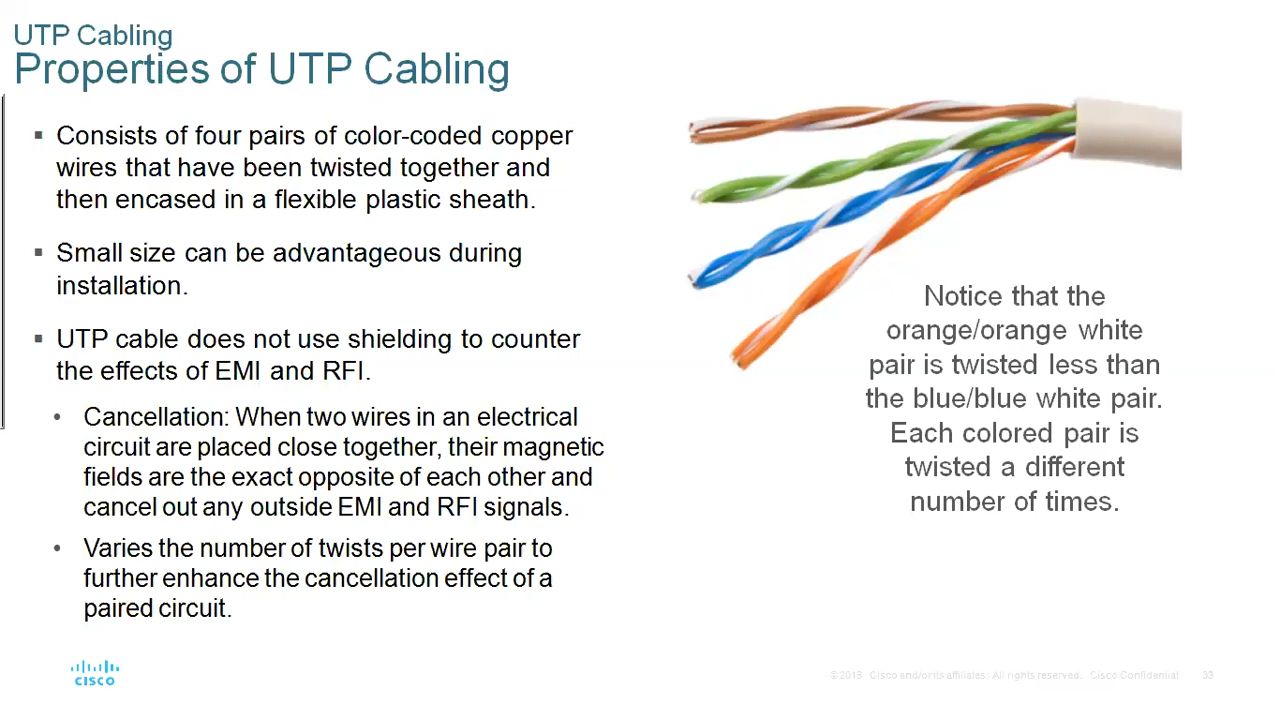 UTP Cabling
Properties of UTP Cabling
▪ Consists of four pairs of color-coded copper
wires that have been twisted together and
then encased in a flexible plastic sheath.
▪ Small size can be advantageous during
installation.
▪ UTP cable does not use shielding to counter
the effects of EMI and RFI.
• Cancellation: When two wires in an electrical
circuit are placed close together, their magnetic
fields are the exact opposite of each other and
cancel out any outside EMI and RFI signals.
• Varies the number of twists per wire pair to
further enhance the cancellation effect of a
paired circuit.
Notice that the
orange/orange white
pair is twisted less than
the blue/blue white pair.
Each colored pair is
twisted a different
number of times.
CISCO
Cisco and/or its affiliates. All rights reserved. Cisco Confidential
33